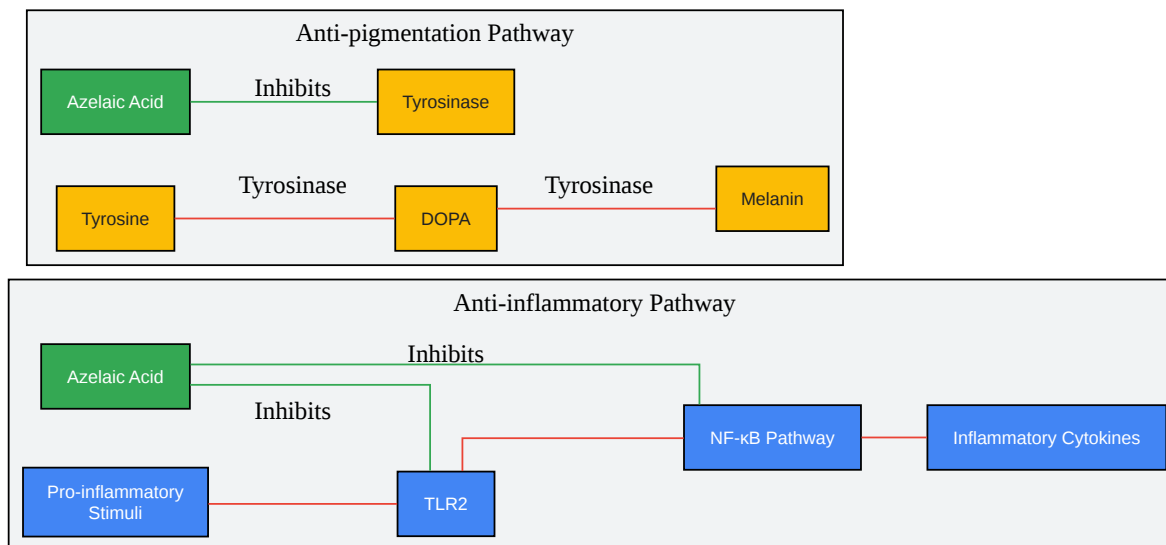 Anti-pigmentation Pathway
Azelaic Acid
Inhibits
Tyrosinase
Tyrosine
Tyrosinase
DOPA
Tyrosinase
Melanin
Anti-inflammatory Pathway
Azelaic Acid
Inhibits
Inhibits
NF-κB Pathway
Inflammatory Cytokines
Pro-inflammatory
Stimuli
TLR2